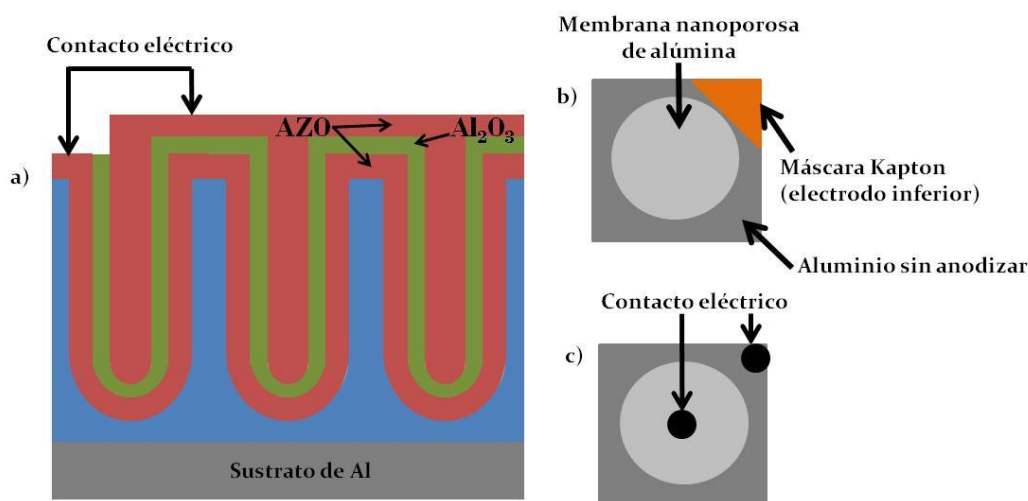 Contacto eléctrico
AZO
Al₂O₃
a)
Sustrato de Al
Membrana nanoporosa
de alúmina
b)
Máscara Kapton
(electrodo inferior)
Aluminio sin anodizar
Contacto eléctrico
c)